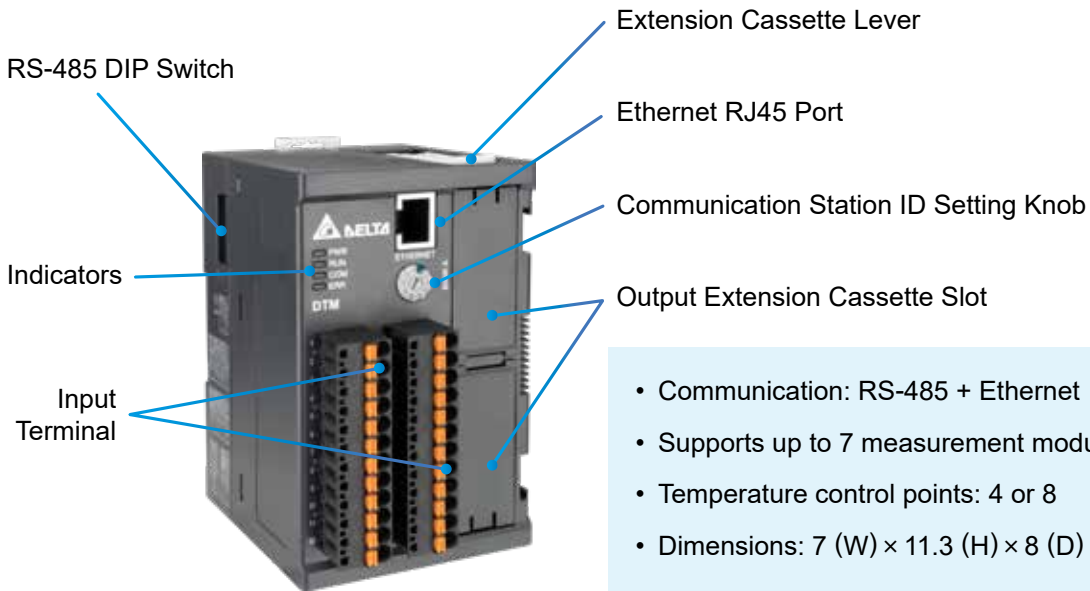 Extension Cassette Lever
RS-485 DIP Switch
Ethernet RJ45 Port
Communication Station ID Setting Knob
DELTA
ETHERNET
PWR
RUN
COM
ERR
DTM
Indicators
Output Extension Cassette Slot
Input
Terminal
• Communication: RS-485 + Ethernet
• Supports up to 7 measurement modu
• Temperature control points: 4 or 8
• Dimensions: 7 (W) × 11.3 (H) × 8 (D)